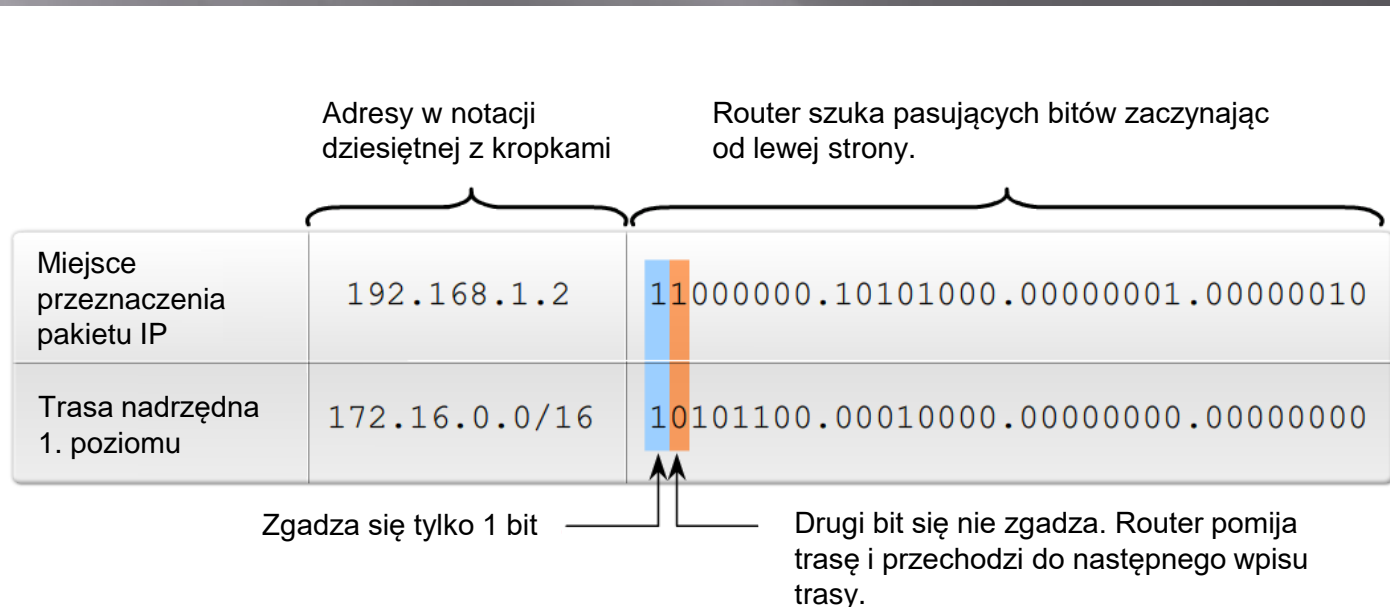 Adresy w notacji
dziesiętnej z kropkami
Router szuka pasujących bitów zaczynając
od lewej strony.
Miejsce
przeznaczenia
pakietu IP
192.168.1.2
11000000.10101000.00000001.00000010
Trasa nadrzędna
1. poziomu
172.16.0.0/16
10101100.00010000.00000000.00000000
Zgadza się tylko 1 bit
Drugi bit się nie zgadza. Router pomija
trasę i przechodzi do następnego wpisu
trasy.